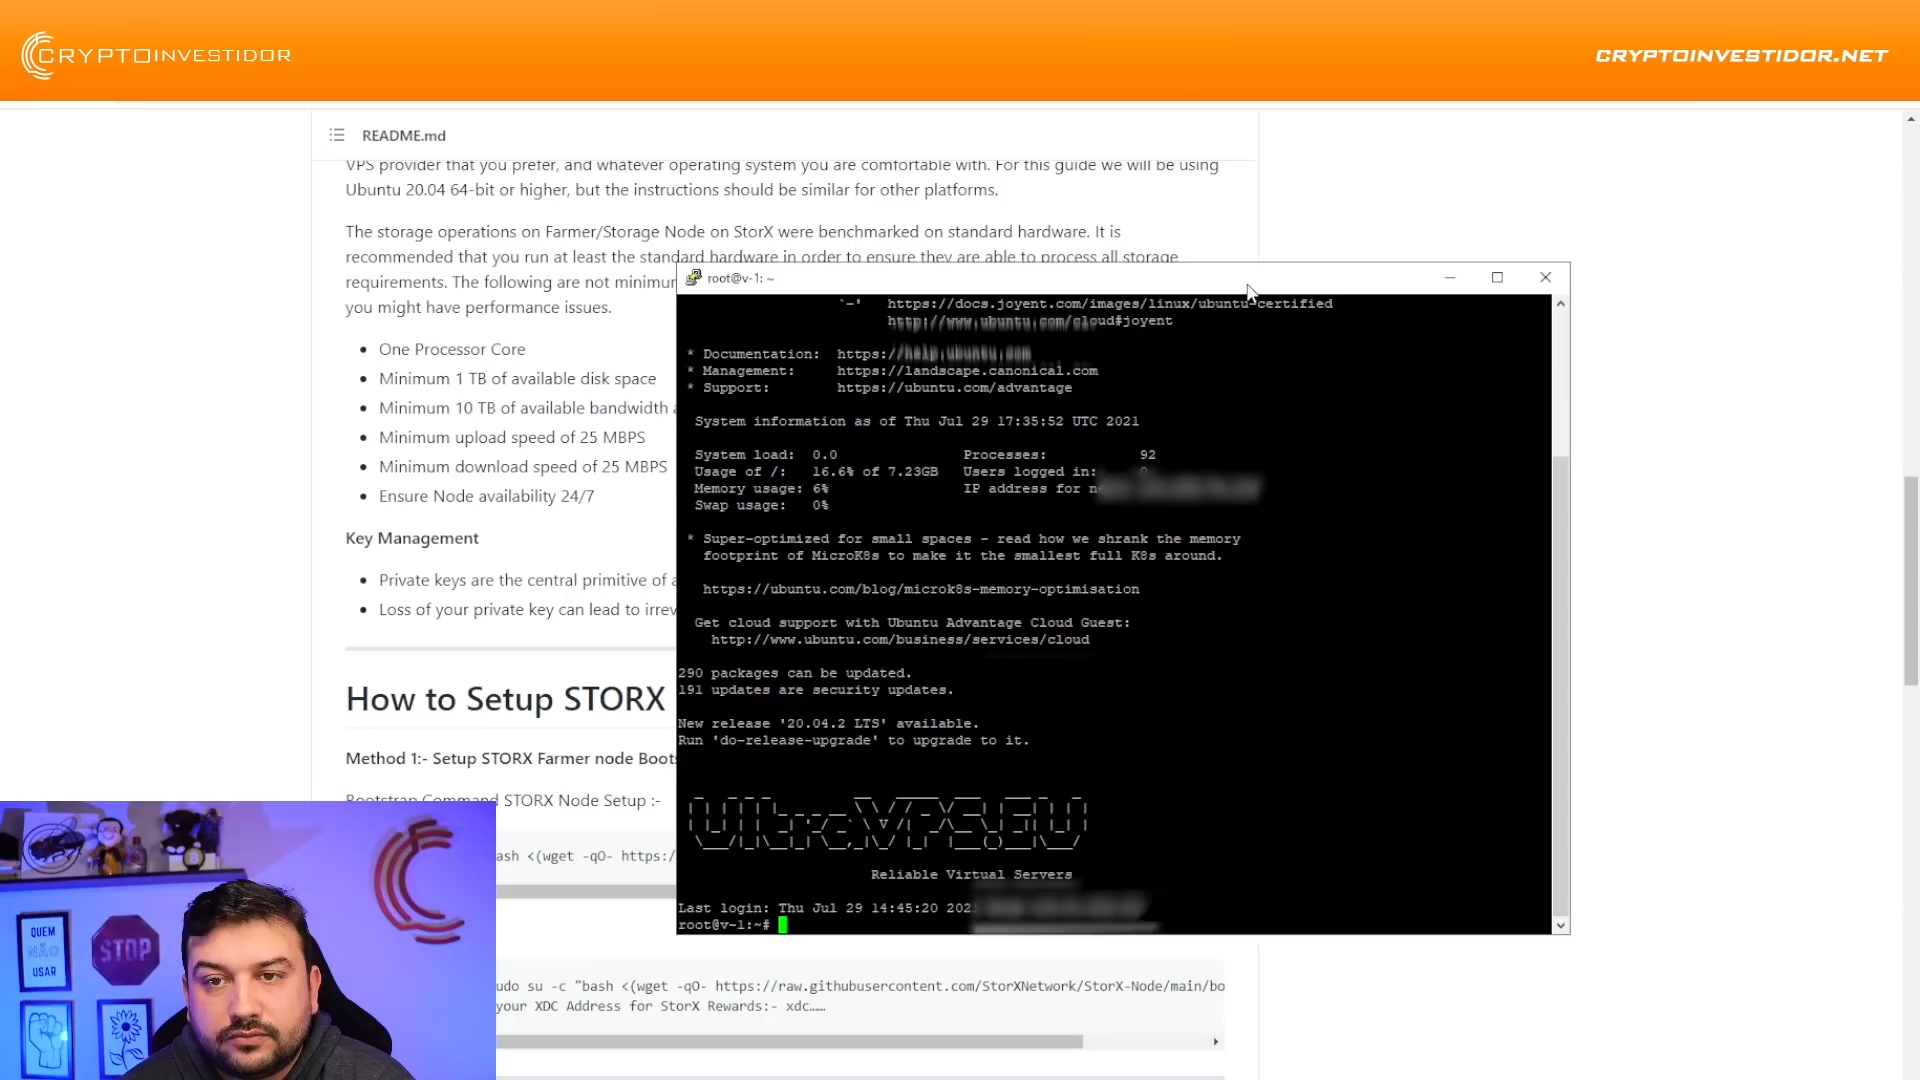 CRYPTOINVESTIDOR
CRYPTOINVESTIDOR.NET
README.md
VPS provider that you prefer, and whatever operating system you are comfortable with. For this guide we will be using
Ubuntu 20.04 64-bit or higher, but the instructions should be similar for other platforms.
The storage operations on Farmer/Storage Node on StorX were benchmarked on standard hardware. It is
recommended that you run at least the standard hardware in order to ensure they are able to process all storage
requirements. The following are not minimum
you might have performance issues.
• One Processor Core
• Minimum 1 TB of available disk space
• Minimum 10 TB of available bandwidth a
• Minimum upload speed of 25 MBPS
• Minimum download speed of 25 MBPS
• Ensure Node availability 24/7
Key Management
• Private keys are the central primitive of a
• Loss of your private key can lead to irrev
How to Setup STORX
Method 1:- Setup STORX Farmer node Boots
Bootstrap Command STORX Node Setup :-
ash <(wget -qO- https:/
udo su -c "bash <(wget -qO- https://raw.githubusercontent.com/StorXNetwork/StorX-Node/main/bo
your XDC Address for StorX Rewards:- xdc……
root@v-1: ~
`-' https://docs.joyent.com/images/linux/ubuntu-certified
http://www.ubuntu.com/cloud#joyent
* Documentation: https://help.ubuntu.com
* Management: https://landscape.canonical.com
* Support: https://ubuntu.com/advantage
System information as of Thu Jul 29 17:35:52 UTC 2021
System load: 0.0 Processes: 92
Usage of /: 16.6% of 7.23GB Users logged in:
Memory usage: 6% IP address for ne
Swap usage: 0%
* Super-optimized for small spaces - read how we shrank the memory
footprint of MicroK8s to make it the smallest full K8s around.
https://ubuntu.com/blog/microk8s-memory-optimisation
Get cloud support with Ubuntu Advantage Cloud Guest:
http://www.ubuntu.com/business/services/cloud
290 packages can be updated.
191 updates are security updates.
New release '20.04.2 LTS' available.
Run 'do-release-upgrade' to upgrade to it.
UltraVPS.EU
Reliable Virtual Servers
Last login: Thu Jul 29 14:45:20 202
root@v-1:~#
QUEM
NÃO
USAR
STOP